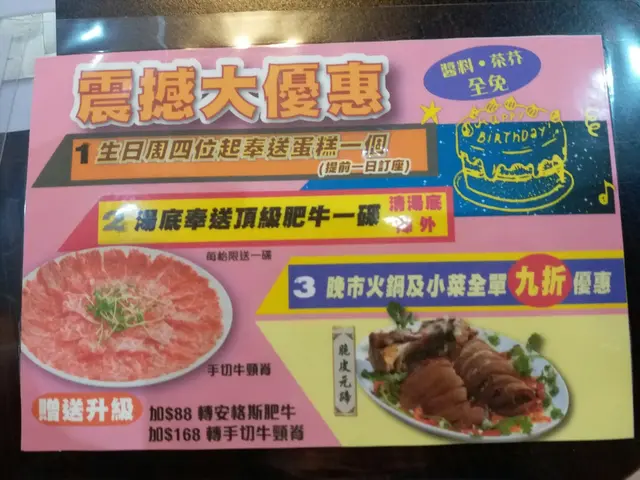 震撼大優惠
醬料·茶芥
全免
1 生日周四位起奉送蛋糕一個
(提前一日訂座)
HAPPY
BIRTHDAY!
2 湯底奉送頂級肥牛一碟 清湯底
除外
每枱限送一碟
3 晚市火鍋及小菜全單九折優惠
脆皮元蹄
手切牛頸脊
贈送升級
加$88 轉安格斯肥牛
加$168 轉手切牛頸脊